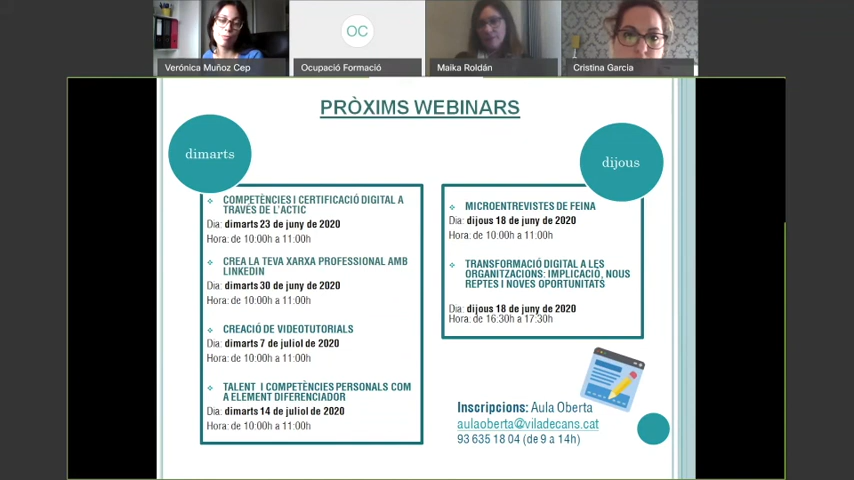 OC
Verónica Muñoz Cep
Ocupació Formació
Maika Roldán
Cristina Garcia
PRÒXIMS WEBINARS
dimarts
COMPETÈNCIES I CERTIFICACIÓ DIGITAL A
TRAVÉS DE L'ACTIC
Dia: dimarts 23 de juny de 2020
Hora: de 10:00h a 11:00h
CREA LA TEVA XARXA PROFESSIONAL AMB
LINKEDIN
Dia: dimarts 30 de juny de 2020
Hora: de 10:00h a 11:00h
CREACIÓ DE VIDEOTUTORIALS
Dia: dimarts 7 de juliol de 2020
Hora: de 10:00h a 11:00h
TALENT I COMPETÈNCIES PERSONALS COM
A ELEMENT DIFERENCIADOR
Dia: dimarts 14 de juliol de 2020
Hora: de 10:00h a 11:00h
dijous
MICROENTREVISTES DE FEINA
Dia: dijous 18 de juny de 2020
Hora: de 10:00h a 11:00h
TRANSFORMACIÓ DIGITAL A LES
ORGANITZACIONS: IMPLICACIÓ, NOUS
REPTES I NOVES OPORTUNITATS
Dia: dijous 18 de juny de 2020
Hora: de 16:30h a 17:30h
Inscripcions: Aula Oberta
aulaoberta@viladecans.cat
93 635 18 04 (de 9 a 14h)